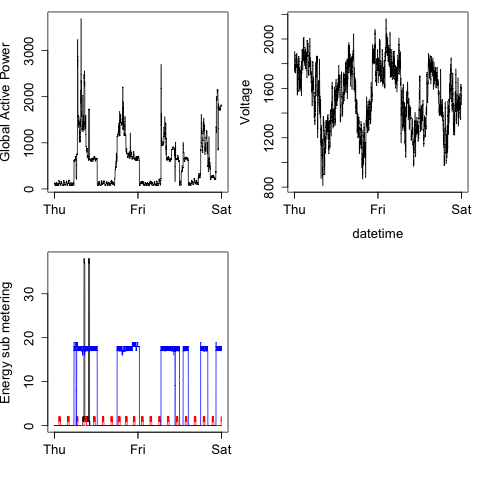 Global Active Power
0
1000
2000
3000
Thu
Fri
Sat
Voltage
800
1200
1600
2000
Thu
Fri
Sat
datetime
Energy sub metering
0
10
20
30
Thu
Fri
Sat